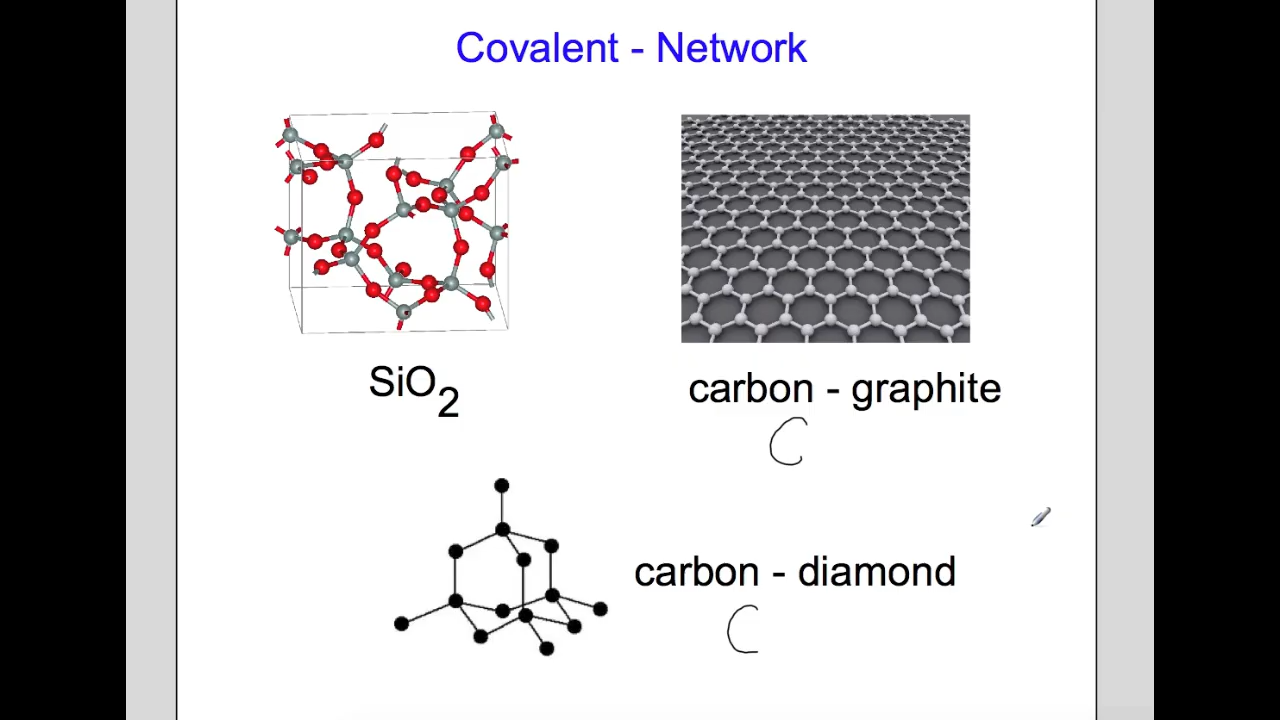 Covalent - Network
SiO2
carbon - graphite
C
carbon - diamond
C